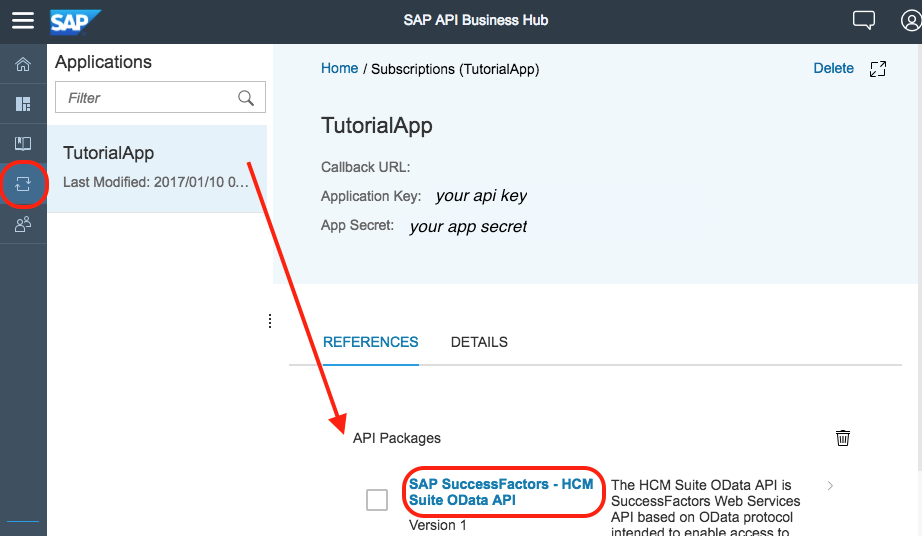 SAP
SAP API Business Hub
Applications
Filter
TutorialApp
Last Modified: 2017/01/10 0...
Home / Subscriptions (TutorialApp)
Delete
TutorialApp
Callback URL:
Application Key: your api key
App Secret: your app secret
REFERENCES
DETAILS
API Packages
SAP SuccessFactors - HCM
Suite OData API
Version 1
The HCM Suite OData API is
SuccessFactors Web Services
API based on OData protocol
intended to enable access to